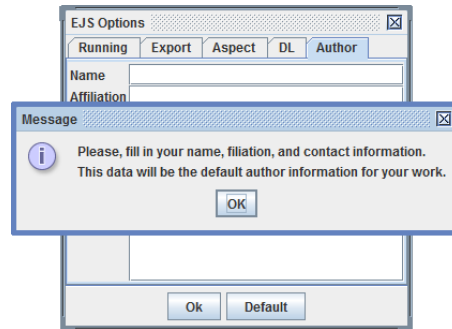 EJS Options
Running Export Aspect DL Author
Name
Affiliation
Message
Please, fill in your name, filiation, and contact information.
This data will be the default author information for your work.
OK
Ok Default